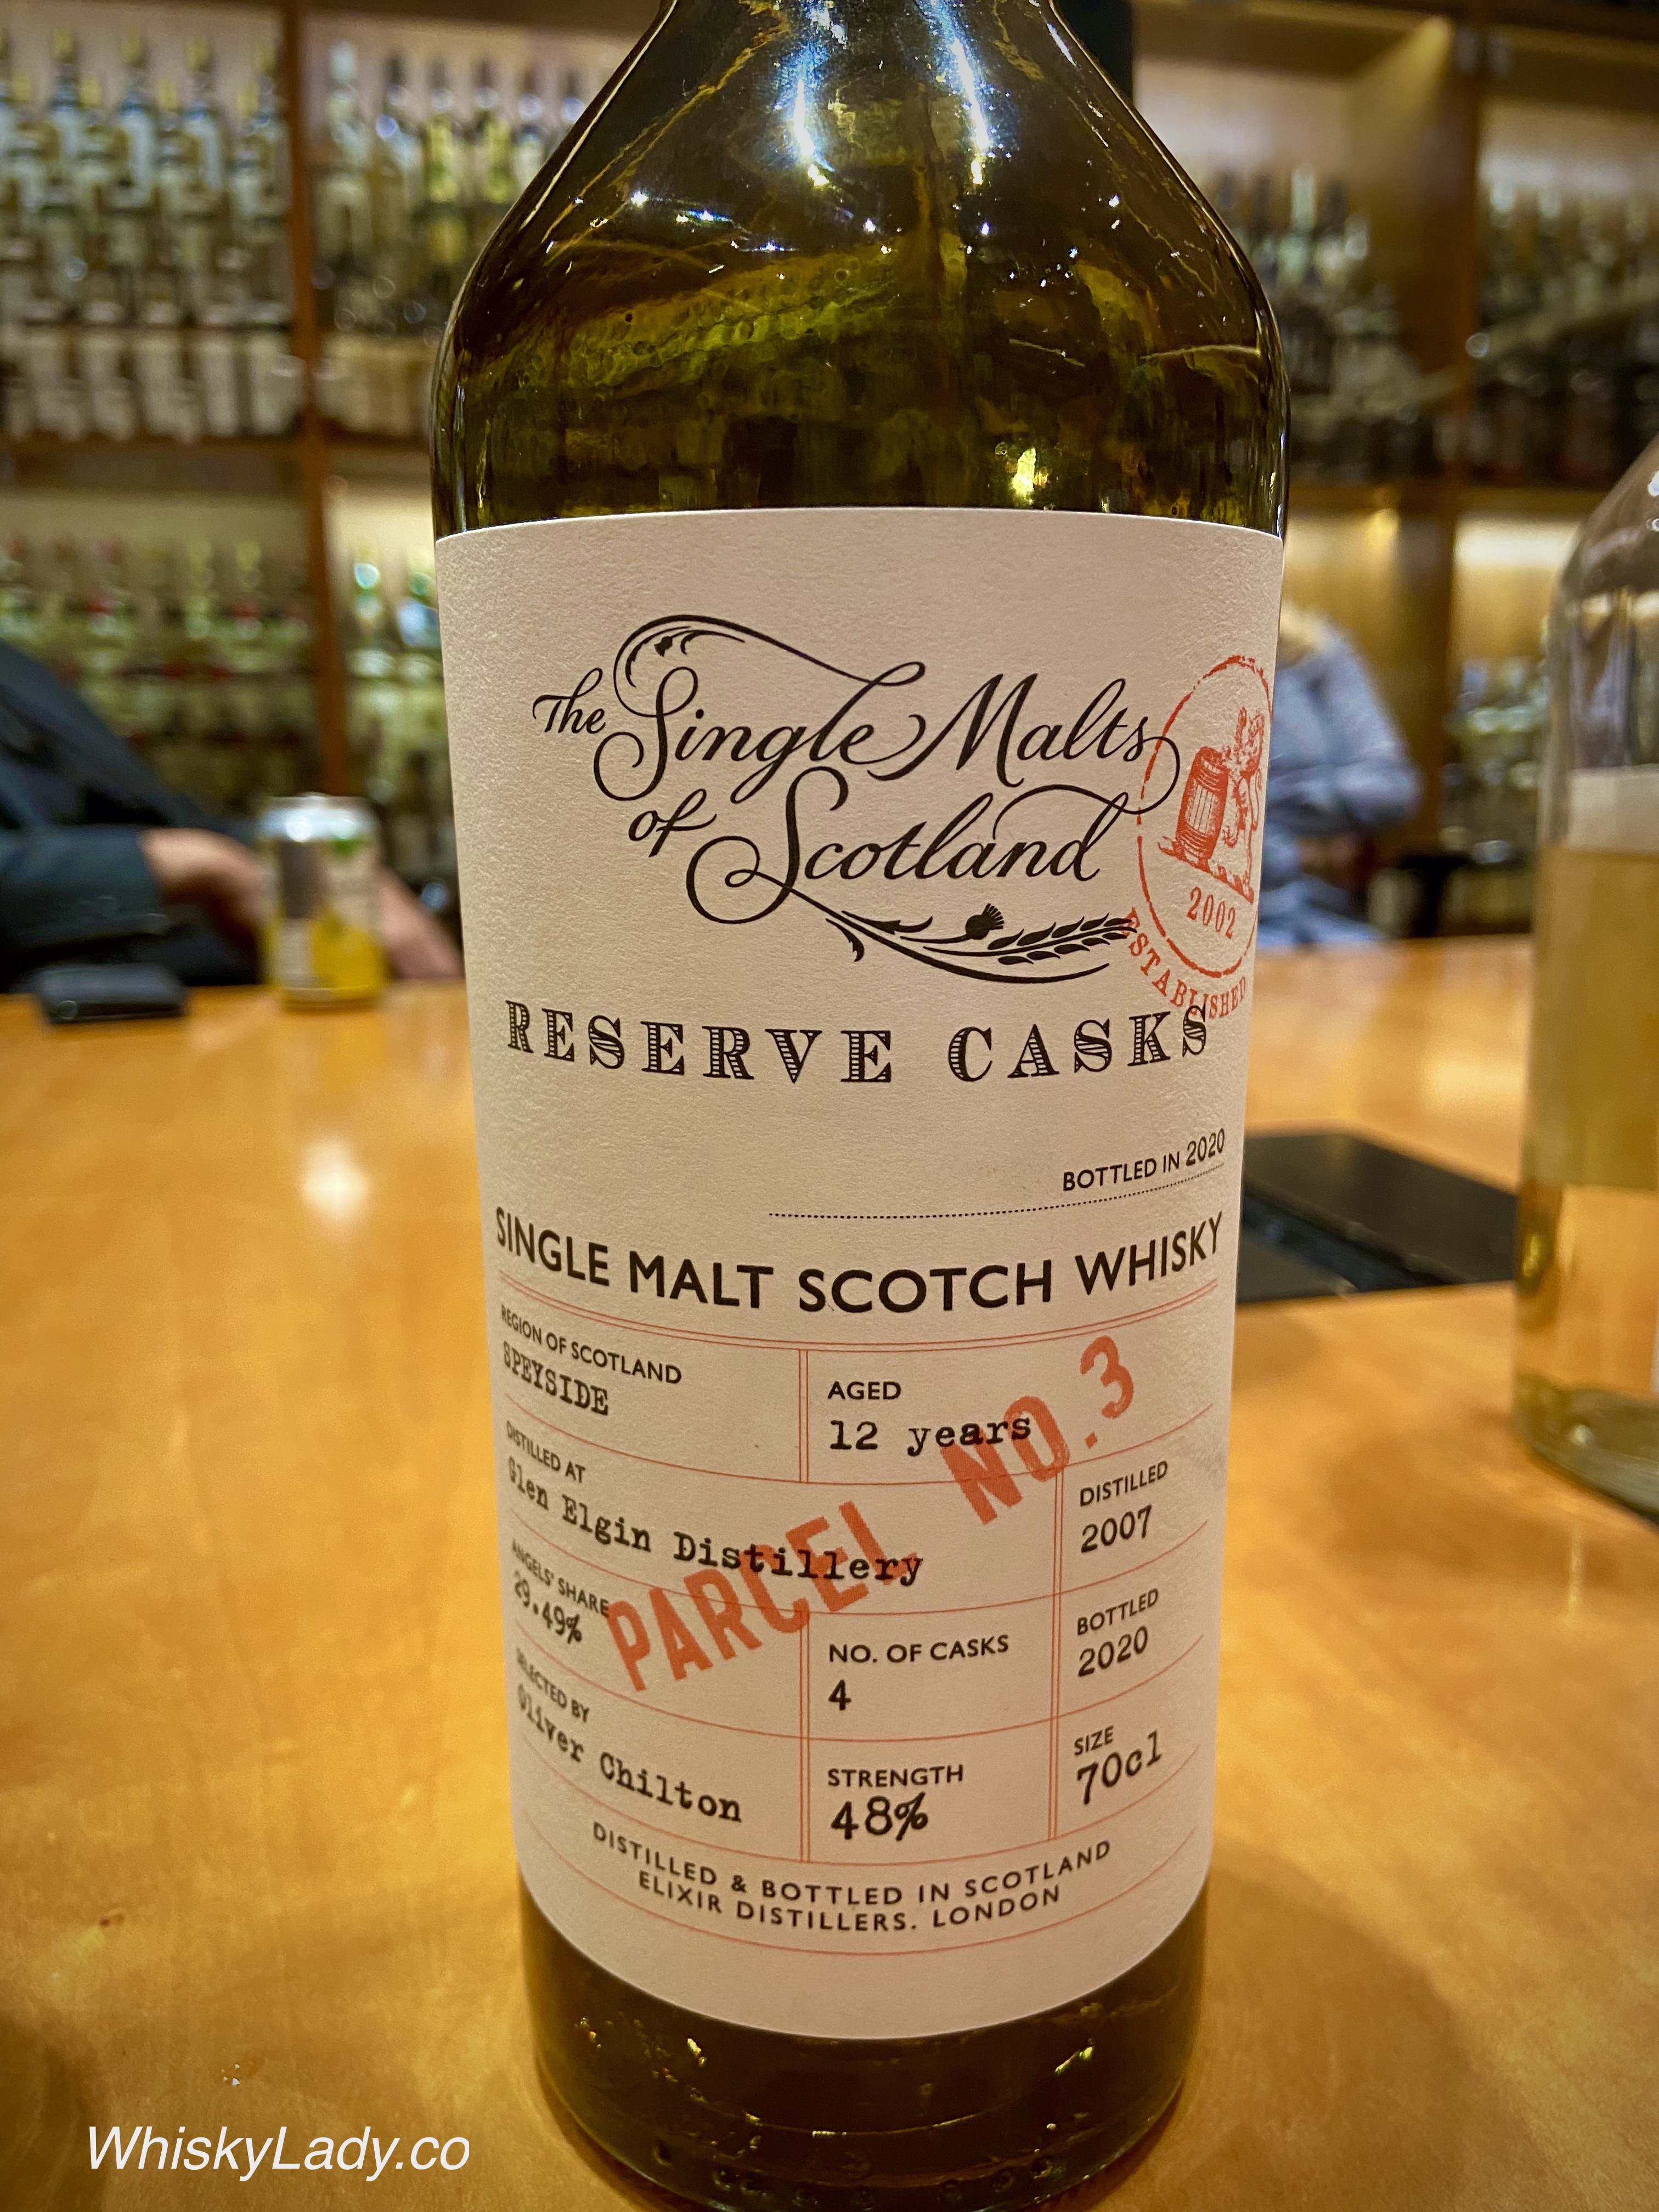 The Single Malts
of Scotland
2002
ESTABLISHED
RESERVE CASKS
BOTTLED IN 2020
SINGLE MALT SCOTCH WHISKY
REGION OF SCOTLAND
SPEYSIDE
AGED
12 years
PARCEL NO.3
DISTILLED AT
Glen Elgin Distillery
DISTILLED
2007
ANGELS' SHARE
29.49%
NO. OF CASKS
4
BOTTLED
2020
SELECTED BY
Oliver Chilton
STRENGTH
48%
SIZE
70cl
DISTILLED & BOTTLED IN SCOTLAND
ELIXIR DISTILLERS. LONDON
WhiskyLady.co